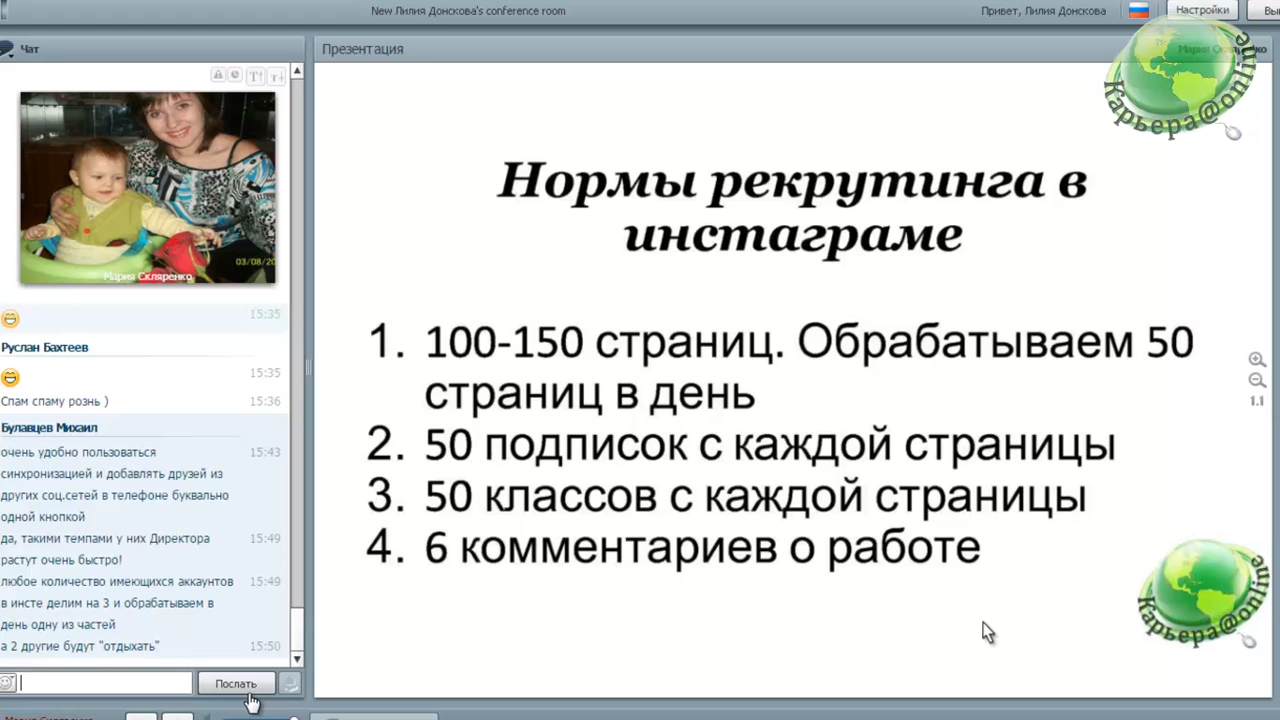 New Лилия Донскова's conference room
Привет, Лилия Донскова
Настройки
Чат
Презентация
Карьера@online
03/08/20
Мария Скляренко
15:35
Руслан Бахтеев
15:35
Спам спаму рознь )
15:36
Булавцев Михаил
очень удобно пользоваться
15:43
синхронизацией и добавлять друзей из
других соц.сетей в телефоне буквально
одной кнопкой
да, такими темпами у них Директора
15:49
растут очень быстро!
любое количество имеющихся аккаунтов
15:49
в инсте делим на 3 и обрабатываем в
день одну из частей
а 2 другие будут "отдыхать"
15:50
Послать
Нормы рекрутинга в
инстаграме
1. 100-150 страниц. Обрабатываем 50
страниц в день
2. 50 подписок с каждой страницы
3. 50 классов с каждой страницы
4. 6 комментариев о работе
1.1
Карьера@online